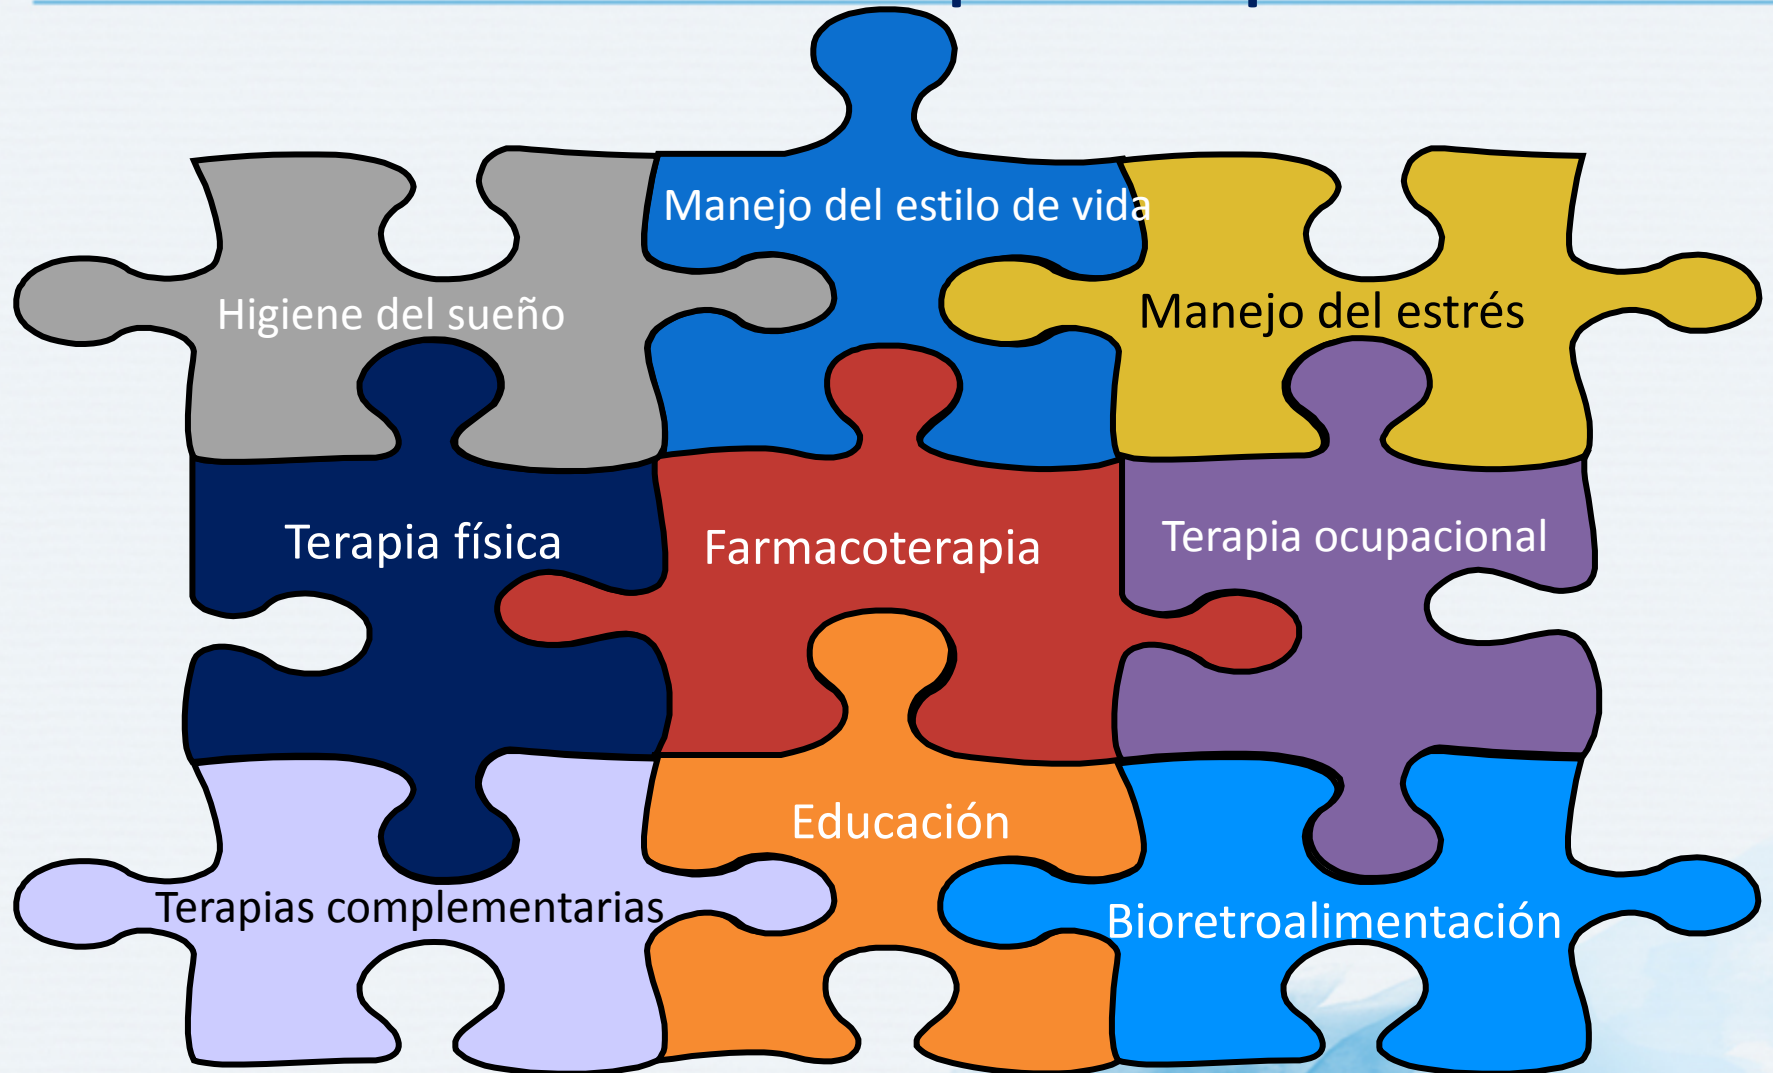 Manejo del estilo de vida
Higiene del sueño
Manejo del estrés
Terapia física
Farmacoterapia
Terapia ocupacional
Educación
Terapias complementarias
Bioretroalimentación